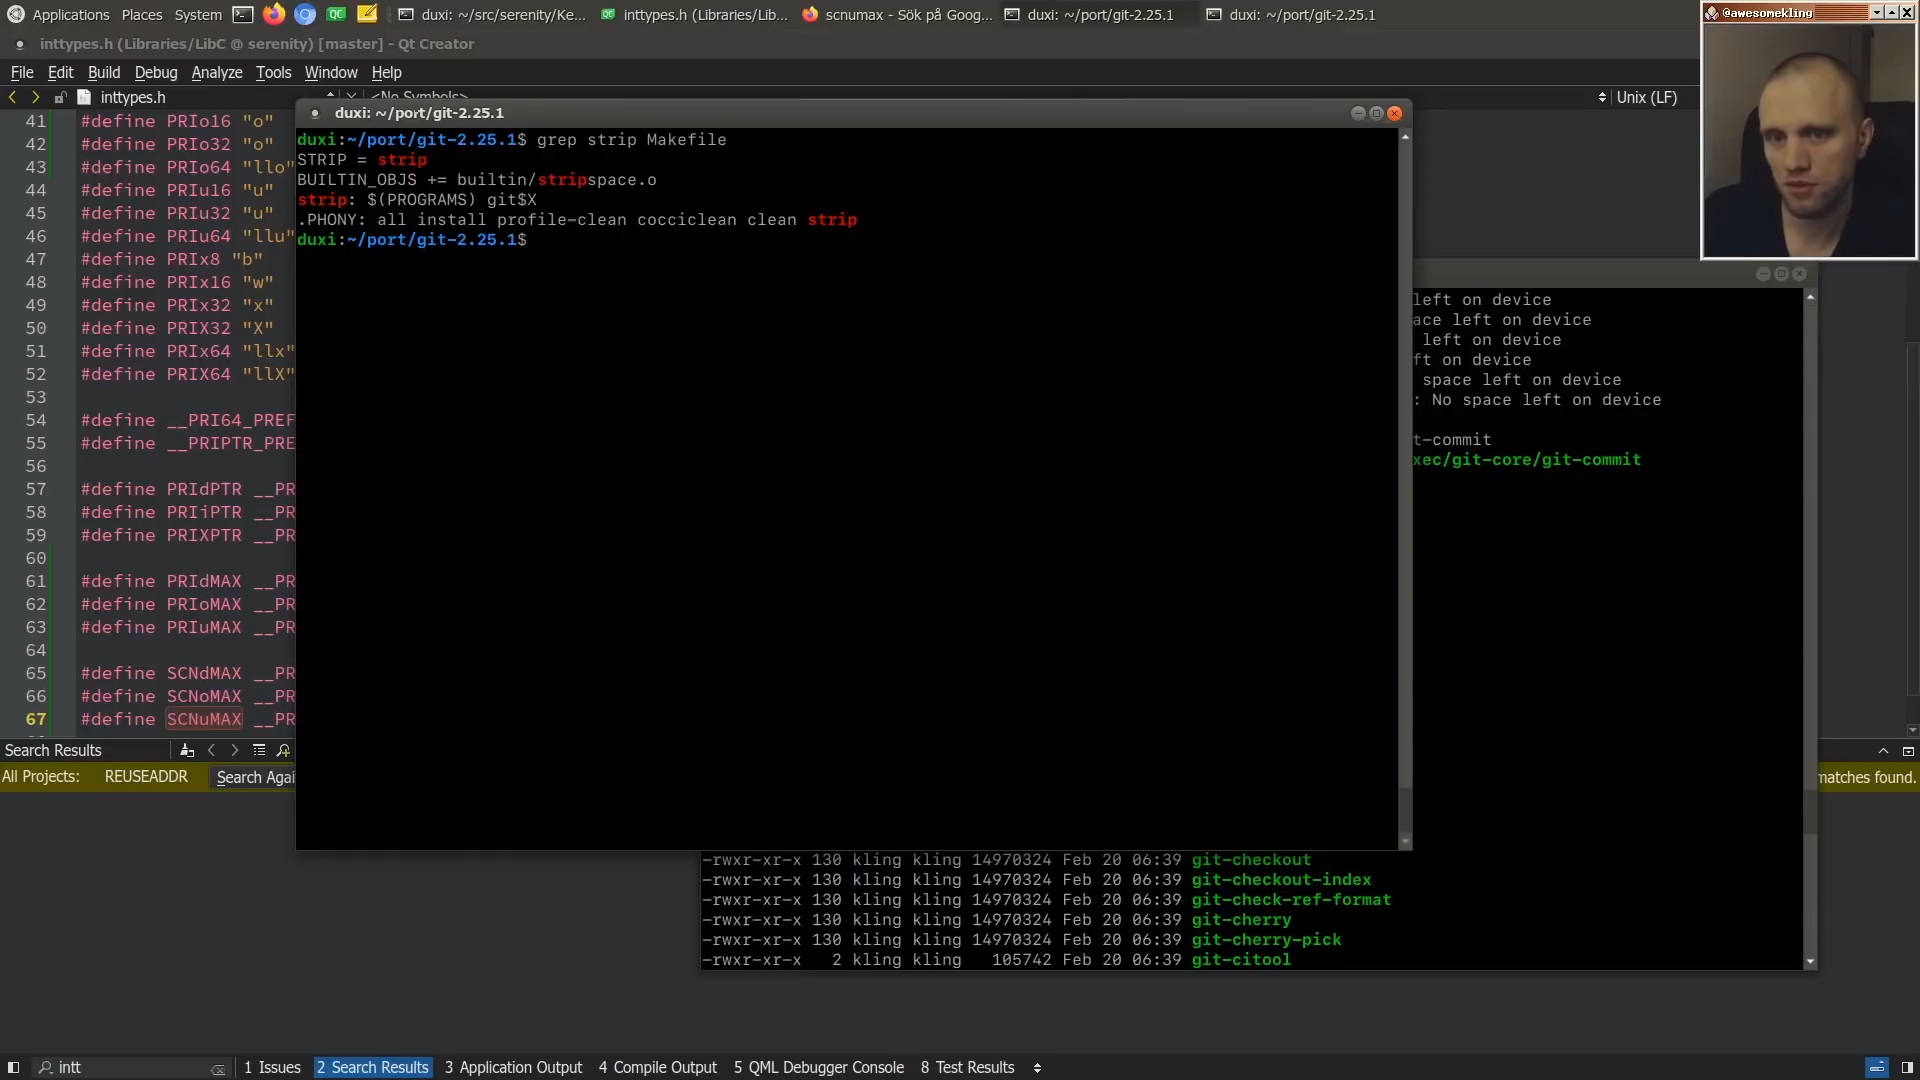 Applications Places System duxi: ~/src/serenity/Ke... inttypes.h (Libraries/Lib... scnumax - Sök på Goog... duxi: ~/port/git-2.25.1 duxi: ~/port/git-2.25.1
@awesomekling
inttypes.h (Libraries/LibC @ serenity) [master] - Qt Creator
File Edit Build Debug Analyze Tools Window Help
inttypes.h <No Symbols> Unix (LF)
41 #define PRIo16 "o"
42 #define PRIo32 "o"
43 #define PRIo64 "llo"
44 #define PRIu16 "u"
45 #define PRIu32 "u"
46 #define PRIu64 "llu"
47 #define PRIx8 "b"
48 #define PRIx16 "w"
49 #define PRIx32 "x"
50 #define PRIX32 "X"
51 #define PRIx64 "llx"
52 #define PRIX64 "llX"
53
54 #define __PRI64_PREF
55 #define __PRIPTR_PRE
56
57 #define PRIdPTR __PR
58 #define PRIiPTR __PR
59 #define PRIXPTR __PR
60
61 #define PRIdMAX __PR
62 #define PRIoMAX __PR
63 #define PRIuMAX __PR
64
65 #define SCNdMAX __PR
66 #define SCNoMAX __PR
67 #define SCNuMAX __PR
duxi: ~/port/git-2.25.1
duxi:~/port/git-2.25.1$ grep strip Makefile
STRIP = strip
BUILTIN_OBJS += builtin/stripspace.o
strip: $(PROGRAMS) git$X
.PHONY: all install profile-clean cocciclean clean strip
duxi:~/port/git-2.25.1$
left on device
ace left on device
left on device
ft on device
space left on device
: No space left on device
t-commit
xec/git-core/git-commit
-rwxr-xr-x 130 kling kling 14970324 Feb 20 06:39 git-checkout
-rwxr-xr-x 130 kling kling 14970324 Feb 20 06:39 git-checkout-index
-rwxr-xr-x 130 kling kling 14970324 Feb 20 06:39 git-check-ref-format
-rwxr-xr-x 130 kling kling 14970324 Feb 20 06:39 git-cherry
-rwxr-xr-x 130 kling kling 14970324 Feb 20 06:39 git-cherry-pick
-rwxr-xr-x 2 kling kling 105742 Feb 20 06:39 git-citool
Search Results
All Projects: REUSEADDR Search Agai matches found.
intt 1 Issues 2 Search Results 3 Application Output 4 Compile Output 5 QML Debugger Console 8 Test Results